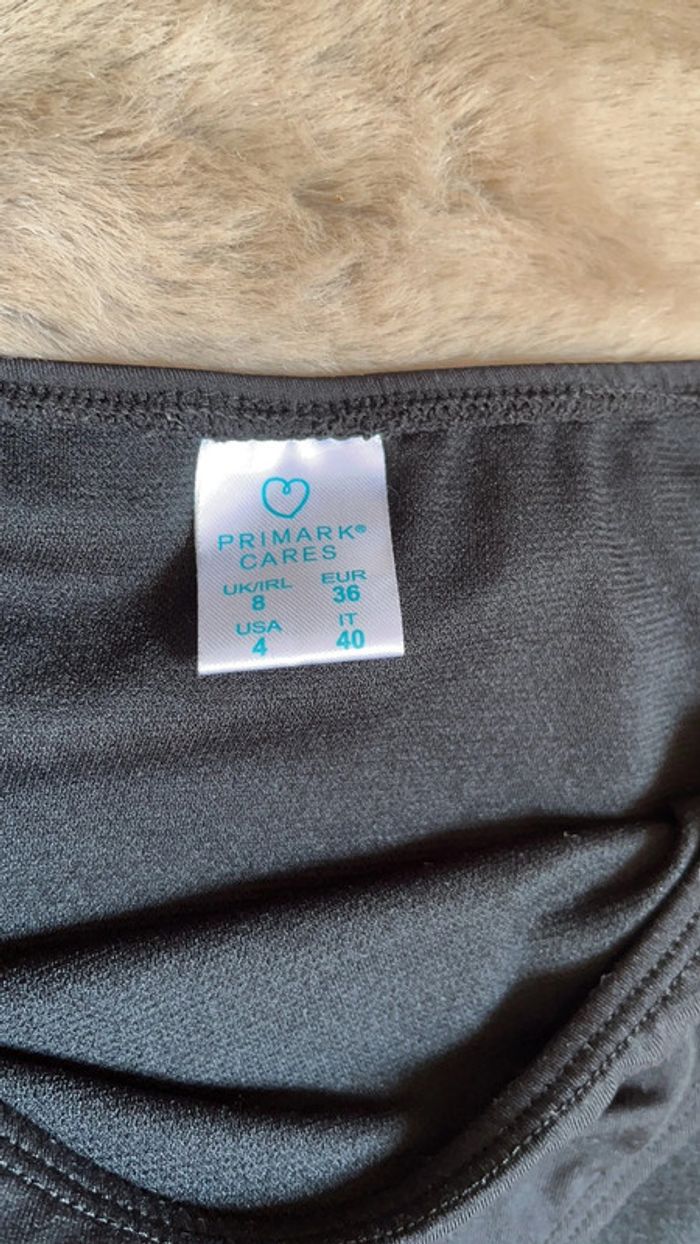 PRIMARK®
CARES
UK/IRL EUR
8 36
USA IT
4 40